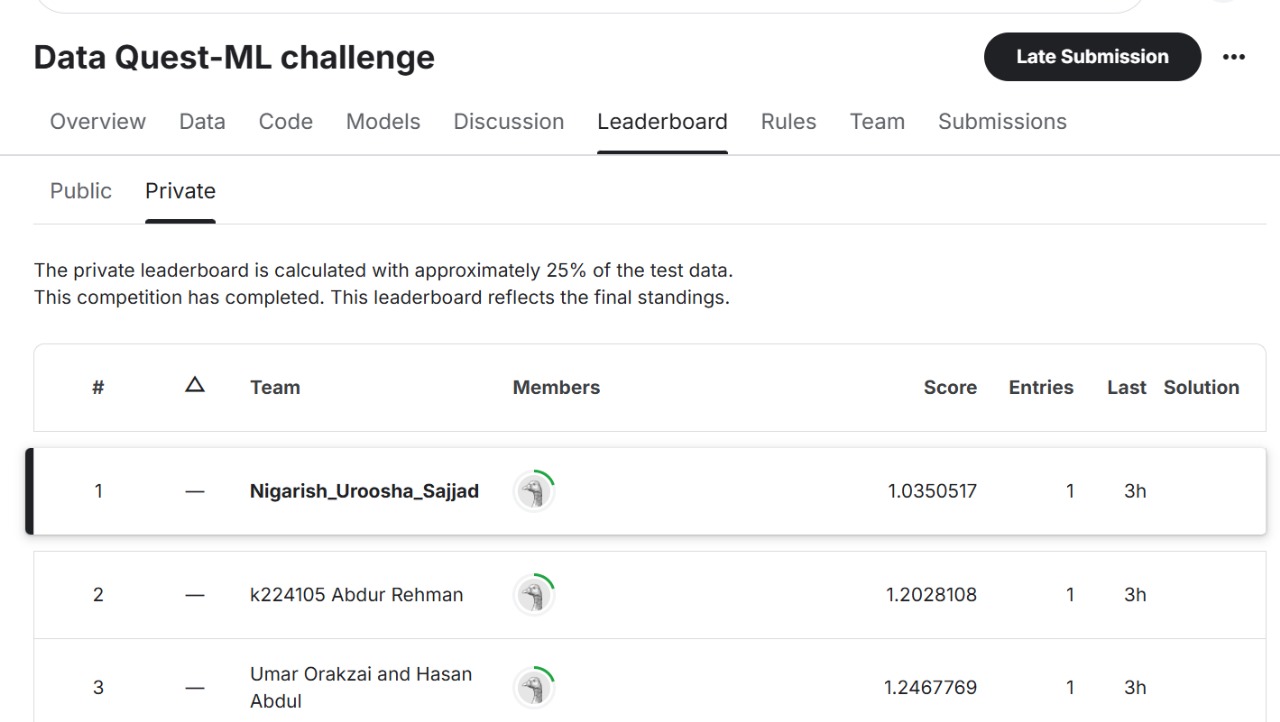 Data Quest-ML challenge
Late Submission
Overview Data Code Models Discussion Leaderboard Rules Team Submissions
Public Private
The private leaderboard is calculated with approximately 25% of the test data.
This competition has completed. This leaderboard reflects the final standings.
# △ Team Members Score Entries Last Solution
1 — Nigarish_Uroosha_Sajjad 1.0350517 1 3h
2 — k224105 Abdur Rehman 1.2028108 1 3h
3 — Umar Orakzai and Hasan 1.2467769 1 3h
Abdul